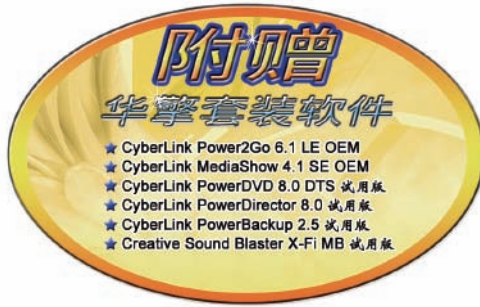 附赠
华擎套装软件
★ CyberLink Power2Go 6.1 LE OEM
★ CyberLink MediaShow 4.1 SE OEM
★ CyberLink PowerDVD 8.0 DTS 试用版
★ CyberLink PowerDirector 8.0 试用版
★ CyberLink PowerBackup 2.5 试用版
★ Creative Sound Blaster X-Fi MB 试用版